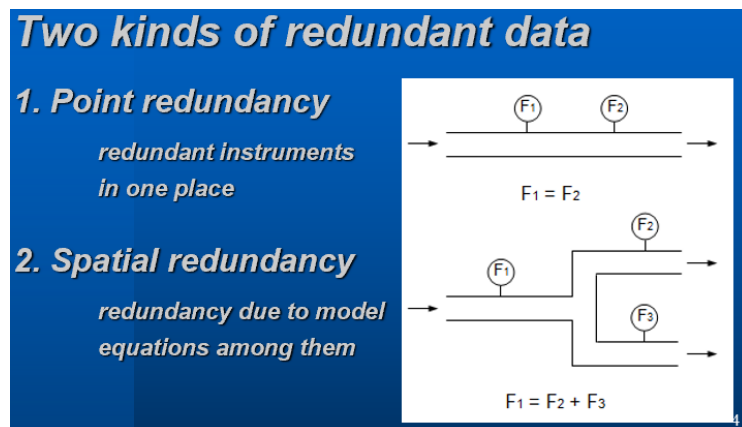 Two kinds of redundant data
1. Point redundancy
redundant instruments
in one place
F1 F2
F1 = F2
2. Spatial redundancy
redundancy due to model
equations among them
F1
F2
F3
F1 = F2 + F3
4